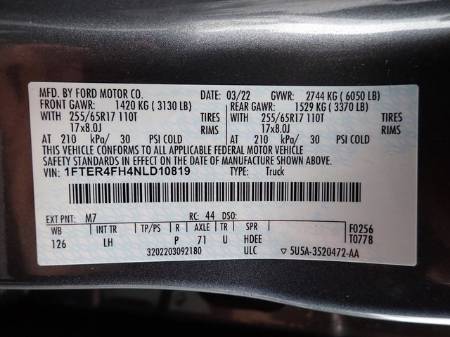 MFD. BY FORD MOTOR CO. 03/22 GVWR: 2744 KG ( 6050 LB)
FRONT GAWR: 1420 KG ( 3130 LB) REAR GAWR: 1529 KG ( 3370 LB)
WITH 255/65R17 110T TIRES WITH 255/65R17 110T TIRES
17x8.0J RIMS 17x8.0J RIMS
AT 210 kPa/ 30 PSI COLD AT 210 kPa/ 30 PSI COLD
THIS VEHICLE CONFORMS TO ALL APPLICABLE FEDERAL MOTOR VEHICLE
SAFETY AND THEFT PREVENTION STANDARDS IN EFFECT ON THE DATE OF MANUFACTURE SHOWN ABOVE.
VIN: 1FTER4FH4NLD10819 TYPE: Truck
EXT PNT: M7 RC: 44 DSO:
WB INT TR TP/PS R AXLE TR SPR F0256
126 LH P 71 U HDEE T0778
3202203092180 ULC 5U5A-3520472-AA